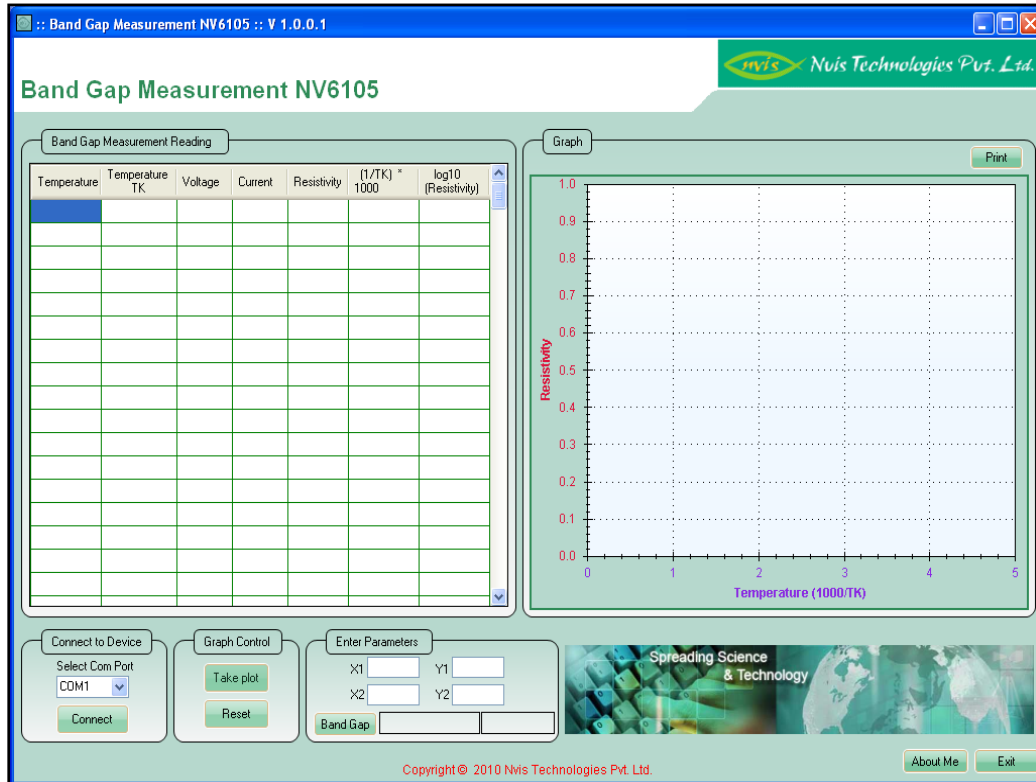 :: Band Gap Measurement NV6105 :: V 1.0.0.1
nvis
Nvis Technologies Pvt. Ltd.
Band Gap Measurement NV6105
Band Gap Measurement Reading
Temperature
Temperature TK
Voltage
Current
Resistivity
(1/TK) * 1000
log10 (Resistivity)
Graph
Print
1.0
0.9
0.8
0.7
0.6
0.5
0.4
0.3
0.2
0.1
0.0
Resistivity
0 1 2 3 4 5
Temperature (1000/TK)
Connect to Device
Select Com Port
COM1
Connect
Graph Control
Take plot
Reset
Enter Parameters
X1 Y1
X2 Y2
Band Gap
Spreading Science
& Technology
Copyright © 2010 Nvis Technologies Pvt. Ltd.
About Me
Exit